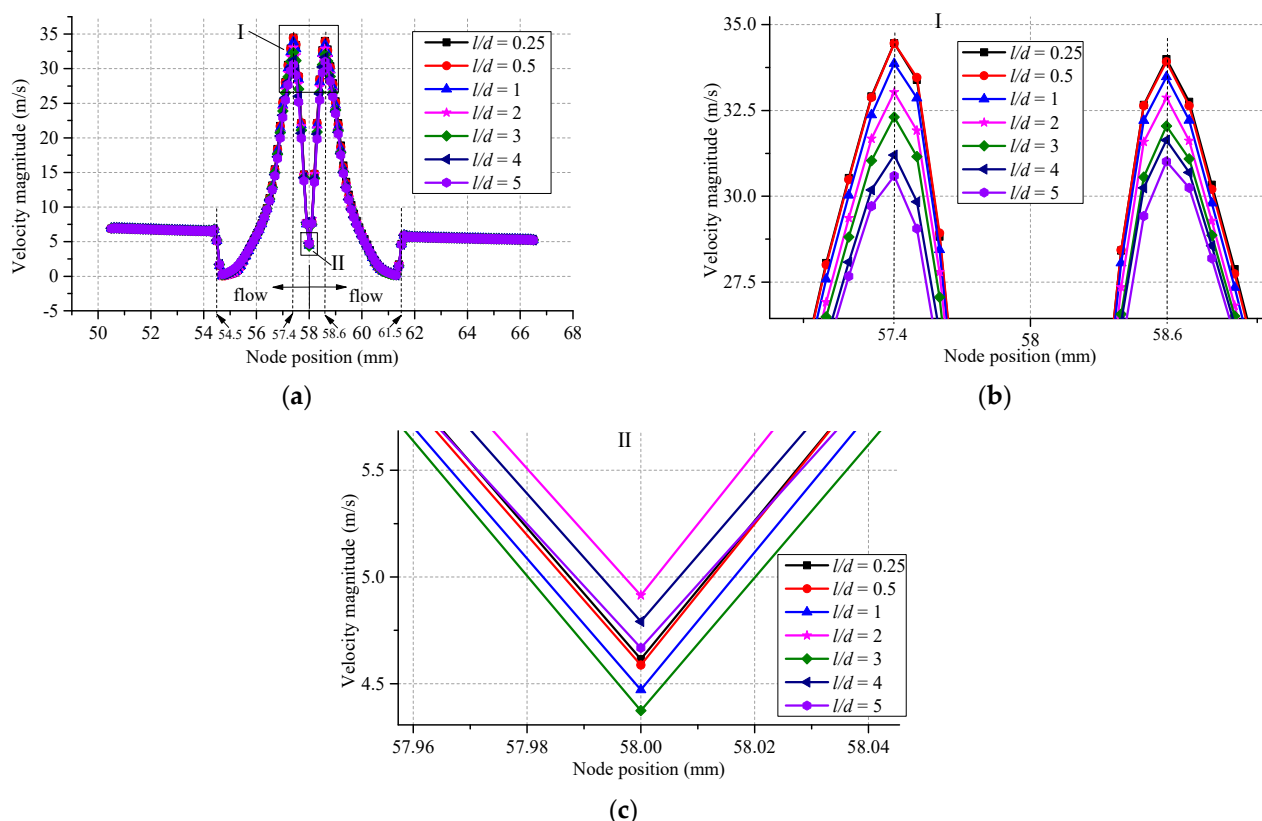 I
II
40
35
30
25
20
15
10
5
0
-5
Velocity magnitude (m/s)
l/d = 0.25
l/d = 0.5
l/d = 1
l/d = 2
l/d = 3
l/d = 4
l/d = 5
flow
flow
50 52 54.5 56 57.4 58 58.6 60 61.5 62 64 66 68
Node position (mm)
(a)
I
35.0
32.5
30.0
27.5
Velocity magnitude (m/s)
l/d = 0.25
l/d = 0.5
l/d = 1
l/d = 2
l/d = 3
l/d = 4
l/d = 5
57.4 58 58.6
Node position (mm)
(b)
II
5.5
5.0
4.5
Velocity magnitude (m/s)
l/d = 0.25
l/d = 0.5
l/d = 1
l/d = 2
l/d = 3
l/d = 4
l/d = 5
57.96 57.98 58.00 58.02 58.04
Node position (mm)
(c)